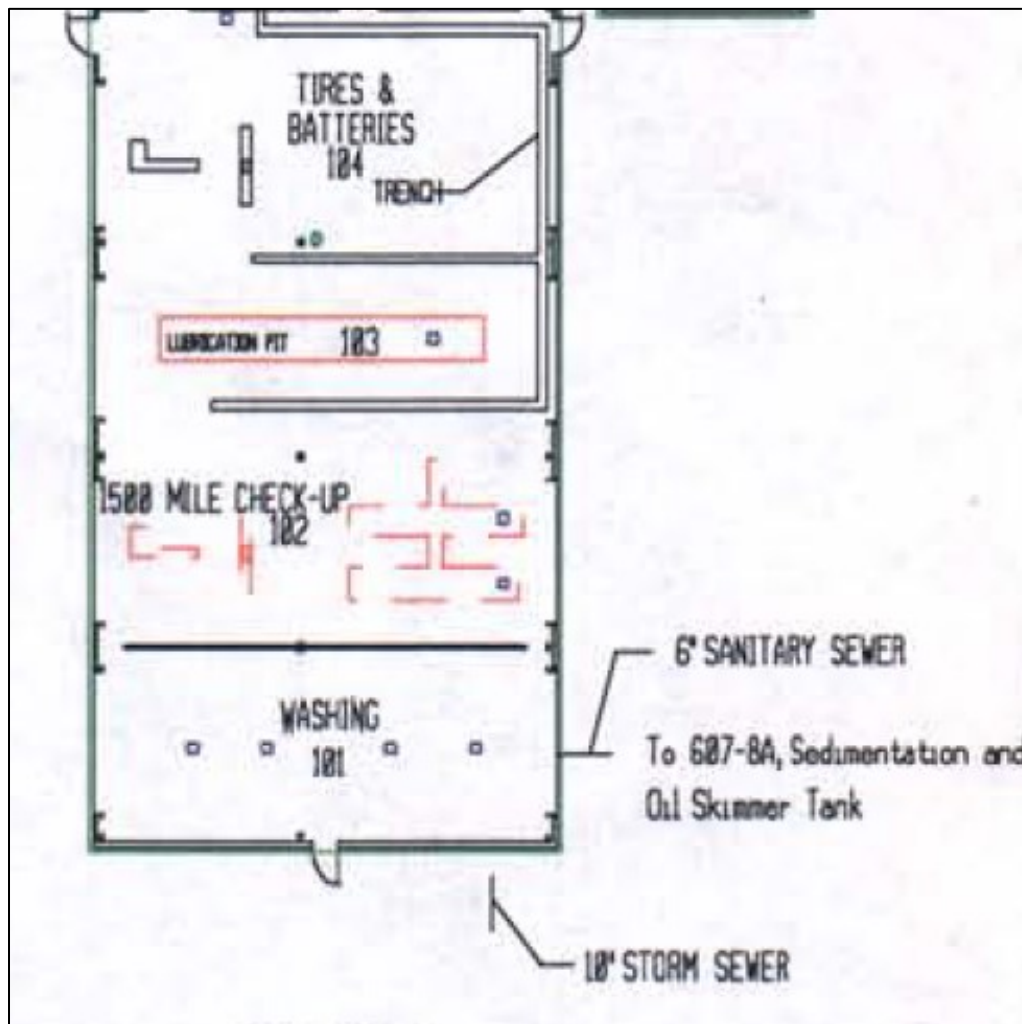 TIRES &
BATTERIES
104
TRENCH
LUBRICATION PIT 103
1500 MILE CHECK-UP
102
6" SANITARY SEWER
WASHING
101
To 607-8A, Sedimentation and
Oil Skimmer Tank
10" STORM SEWER